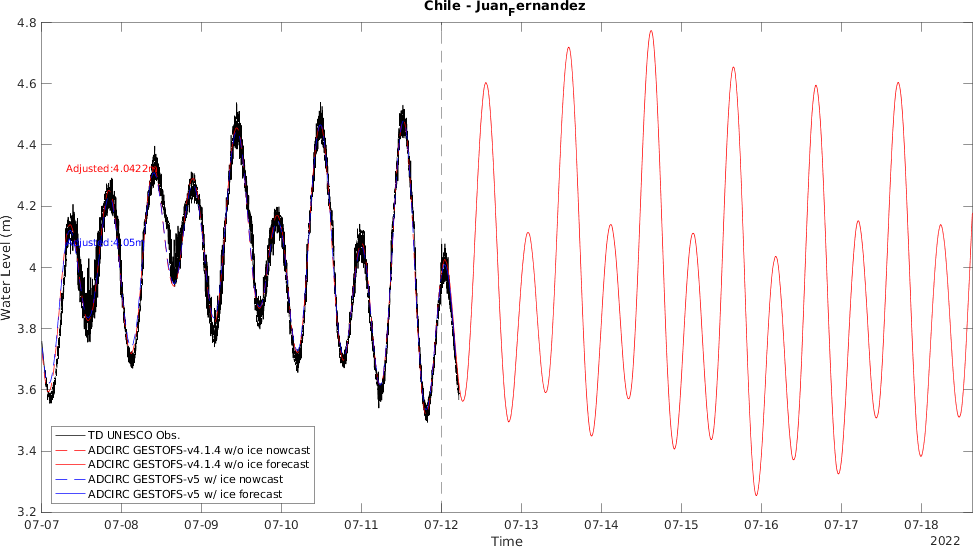 Chile - JuanFernandez
4.8
4.6
4.4
4.2
4
3.8
3.6
3.4
3.2
Water Level (m)
Adjusted:4.0422m
Adjusted:4.05m
TD UNESCO Obs.
ADCIRC GESTOFS-v4.1.4 w/o ice nowcast
ADCIRC GESTOFS-v4.1.4 w/o ice forecast
ADCIRC GESTOFS-v5 w/ ice nowcast
ADCIRC GESTOFS-v5 w/ ice forecast
07-07 07-08 07-09 07-10 07-11 07-12 07-13 07-14 07-15 07-16 07-17 07-18
Time
2022